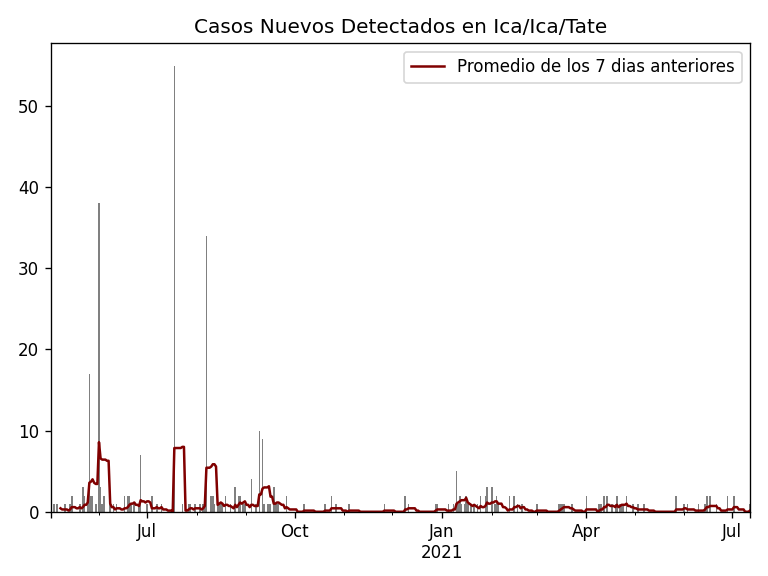 Casos Nuevos Detectados en Ica/Ica/Tate
Promedio de los 7 dias anteriores
50
40
30
20
10
0
Jul
Oct
Jan
2021
Apr
Jul